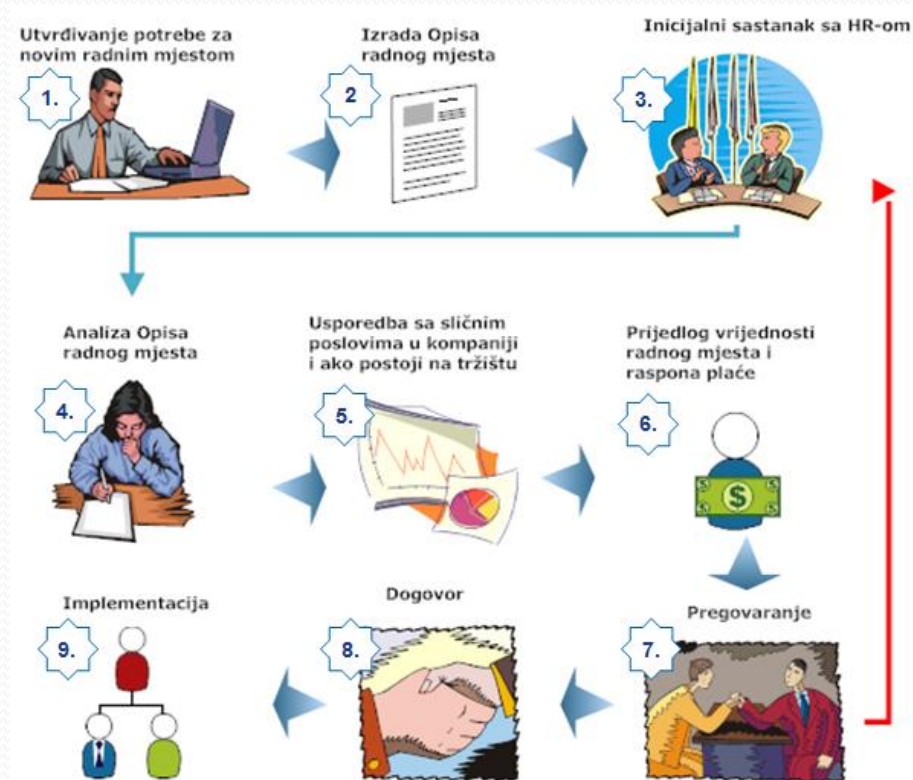 Utvrđivanje potrebe za
novim radnim mjestom
1.
Izrada Opisa
radnog mjesta
2
Inicijalni sastanak sa HR-om
3.
Analiza Opisa
radnog mjesta
4.
Usporedba sa sličnim
poslovima u kompaniji
i ako postoji na tržištu
5.
Prijedlog vrijednosti
radnog mjesta i
raspona plaće
6.
$
Implementacija
9.
Dogovor
8.
Pregovaranje
7.